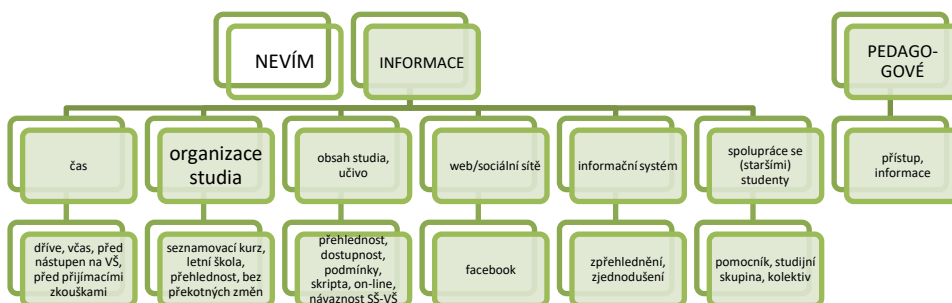 NEVÍM
INFORMACE
PEDAGO-
GOVÉ
čas
organizace
studia
obsah studia,
učivo
web/sociální sítě
informační systém
spolupráce se
(staršími)
studenty
přístup,
informace
dříve, včas, před
nástupen na VŠ,
před přijímacími
zkouškami
seznamovací kurz,
letní škola,
přehlednost, bez
překotných změn
přehlednost,
dostupnost,
podmínky,
skripta, on-line,
návaznost SŠ-VŠ
facebook
zpřehlednění,
zjednodušení
pomocník, studijní
skupina, kolektiv